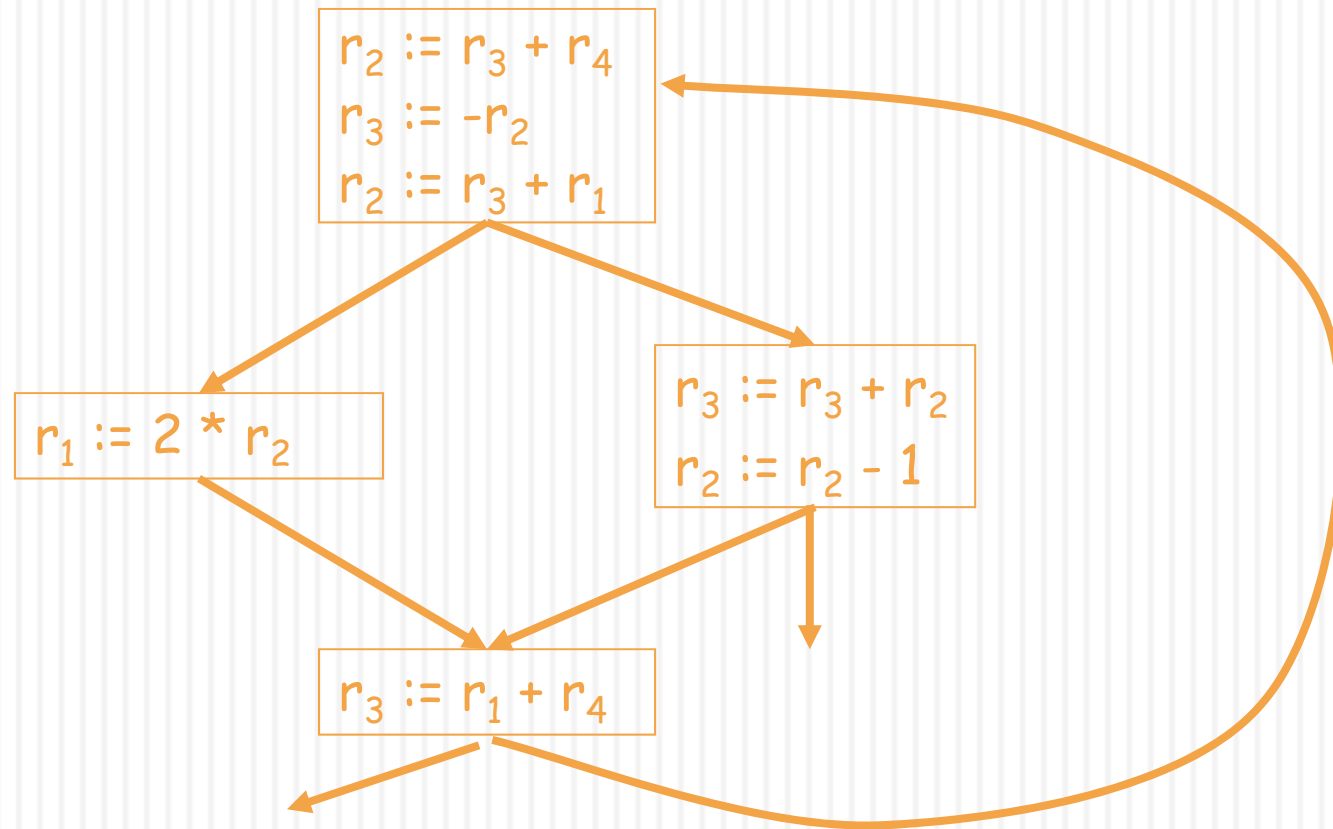 r₂ := r₃ + r₄
r₃ := -r₂
r₂ := r₃ + r₁
r₁ := 2 * r₂
r₃ := r₃ + r₂
r₂ := r₂ - 1
r₃ := r₁ + r₄